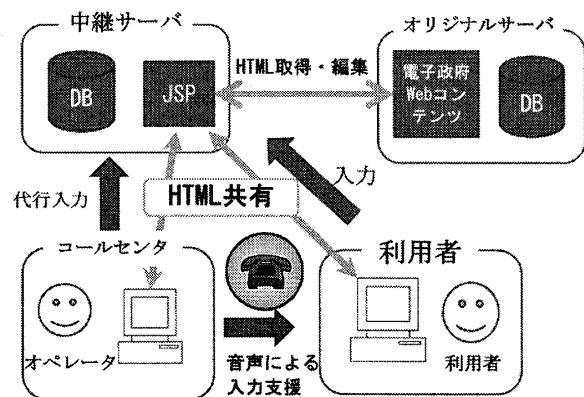 中継サーバ
オリジナルサーバ
DB
JSP
HTML取得・編集
電子政府
Webコン
テンツ
DB
代行入力
HTML共有
入力
コールセンタ
利用者
オペレータ
音声による
入力支援
利用者